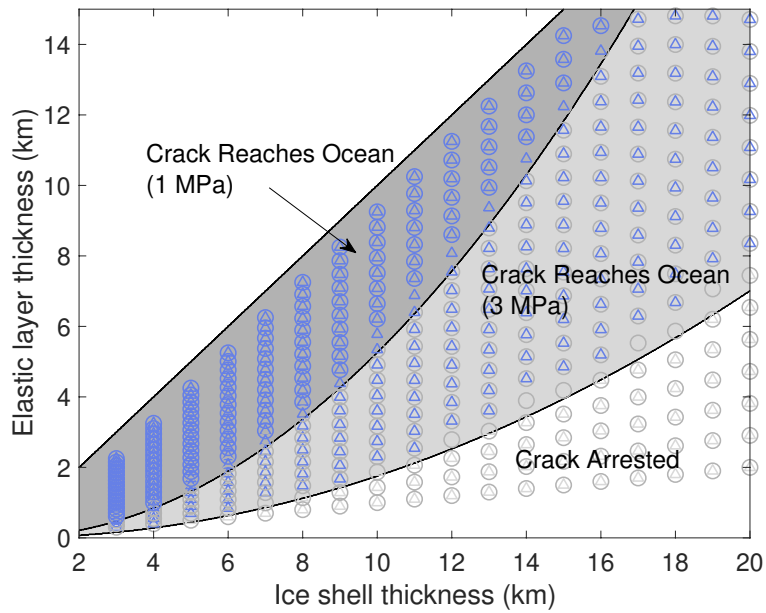 14
12
10
8
6
4
2
0
Elastic layer thickness (km)
Crack Reaches Ocean
(1 MPa)
Crack Reaches Ocean
(3 MPa)
Crack Arrested
2 4 6 8 10 12 14 16 18 20
Ice shell thickness (km)